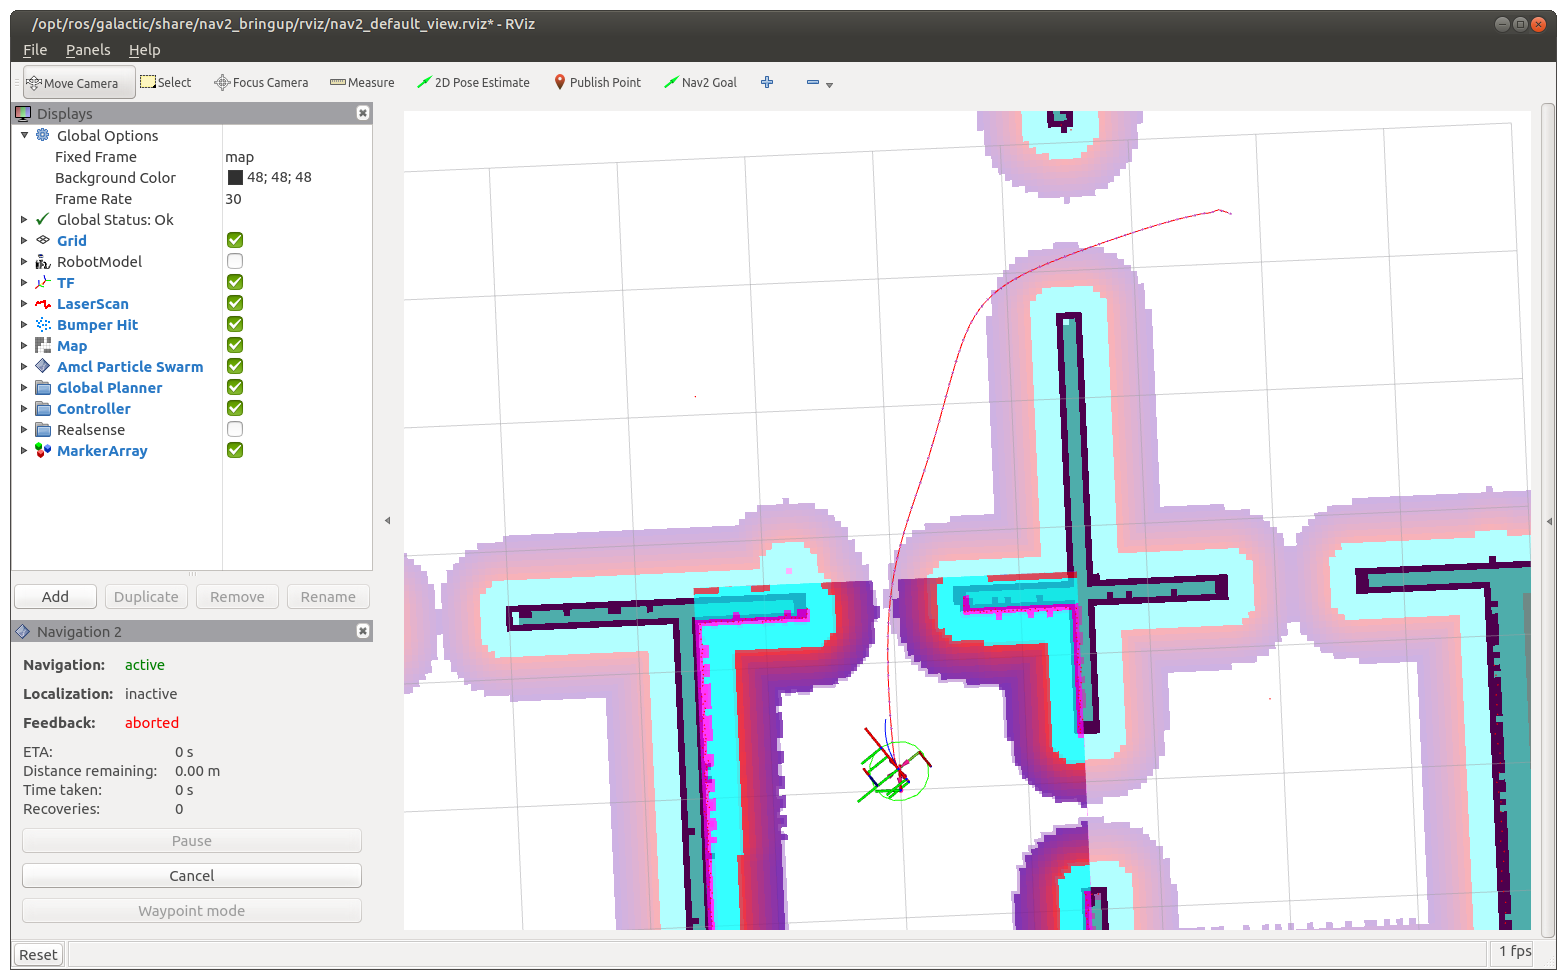 /opt/ros/galactic/share/nav2_bringup/rviz/nav2_default_view.rviz* - RViz
File Panels Help
Move Camera Select Focus Camera Measure 2D Pose Estimate Publish Point Nav2 Goal
Displays
Global Options
Fixed Frame map
Background Color 48; 48; 48
Frame Rate 30
Global Status: Ok
Grid
RobotModel
TF
LaserScan
Bumper Hit
Map
Amcl Particle Swarm
Global Planner
Controller
Realsense
MarkerArray
Add Duplicate Remove Rename
Navigation 2
Navigation: active
Localization: inactive
Feedback: aborted
ETA: 0 s
Distance remaining: 0.00 m
Time taken: 0 s
Recoveries: 0
Pause
Cancel
Waypoint mode
Reset 1 fps